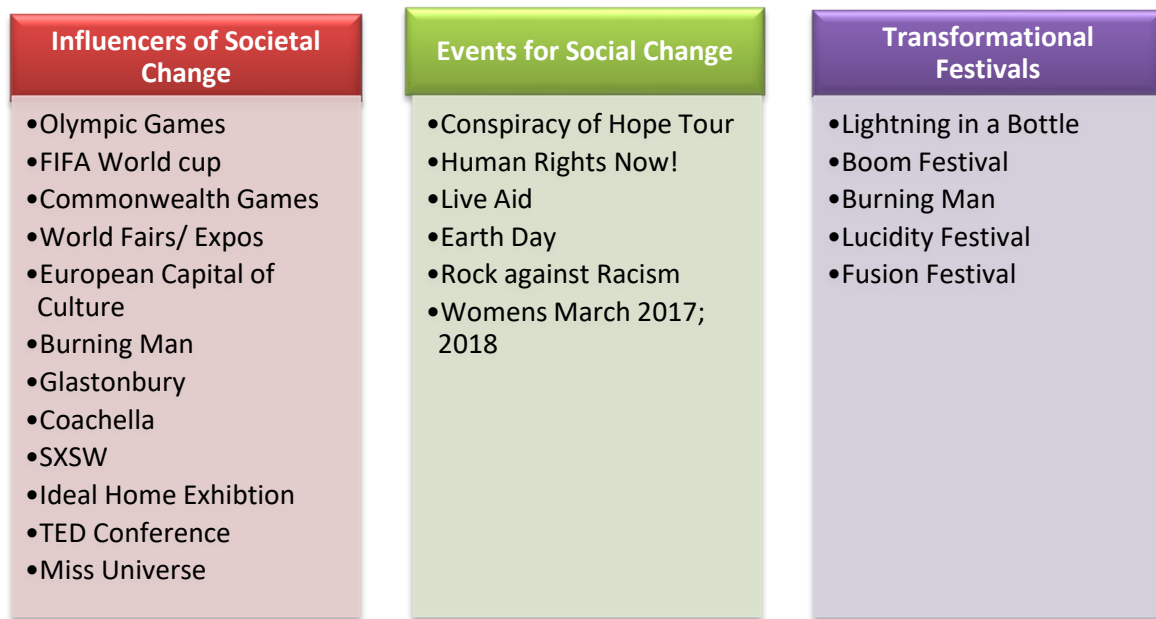 Influencers of Societal
Change
•Olympic Games
•FIFA World cup
•Commonwealth Games
•World Fairs/ Expos
•European Capital of
Culture
•Burning Man
•Glastonbury
•Coachella
•SXSW
•Ideal Home Exhibtion
•TED Conference
•Miss Universe
Events for Social Change
•Conspiracy of Hope Tour
•Human Rights Now!
•Live Aid
•Earth Day
•Rock against Racism
•Womens March 2017;
2018
Transformational
Festivals
•Lightning in a Bottle
•Boom Festival
•Burning Man
•Lucidity Festival
•Fusion Festival